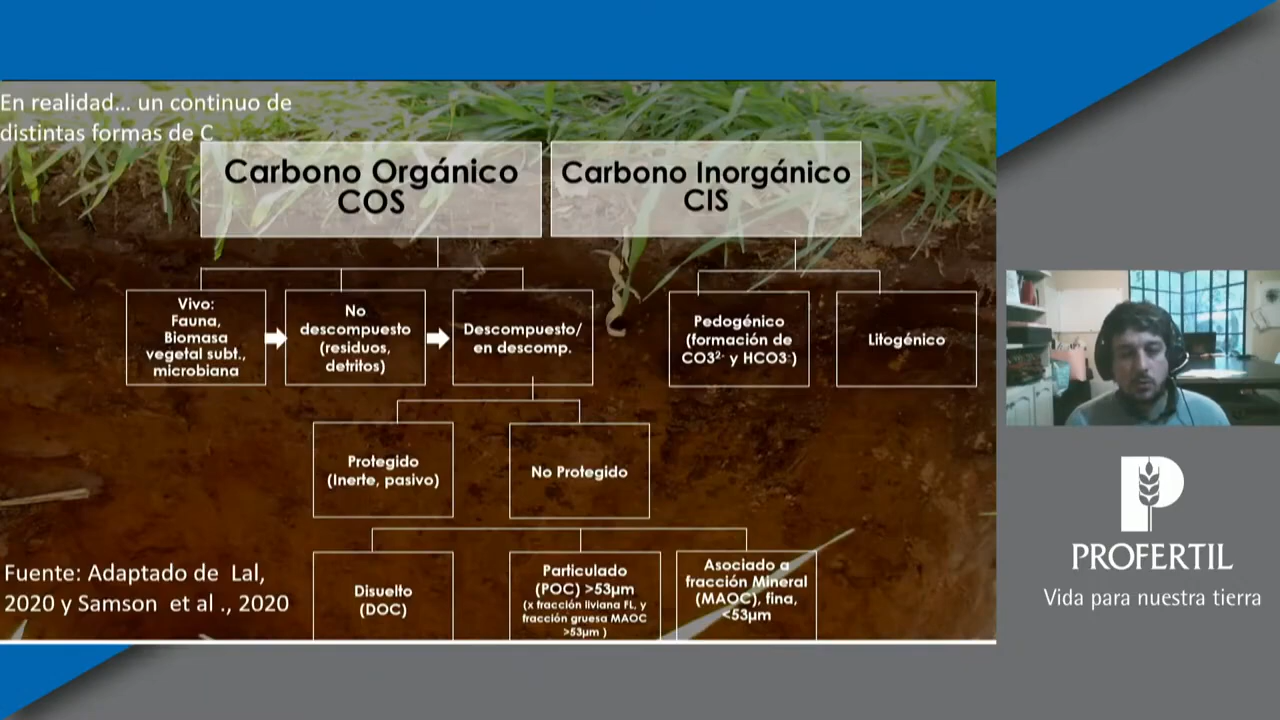 En realidad... un continuo de
distintas formas de C
Carbono Orgánico
COS
Carbono Inorgánico
CIS
Vivo:
Fauna,
Biomasa
vegetal subt.,
microbiana
No
descompuesto
(residuos,
detritos)
Descompuesto/
en descomp.
Pedogénico
(formación de
CO3²⁻ y HCO3⁻)
Litogénico
Protegido
(Inerte, pasivo)
No Protegido
Disuelto
(DOC)
Particulado
(POC) >53µm
(x fracción liviana FL, y
fracción gruesa MAOC
>53µm )
Asociado a
fracción Mineral
(MAOC), fina,
<53µm
Fuente: Adaptado de Lal,
2020 y Samson et al ., 2020
PROFERTIL
Vida para nuestra tierra